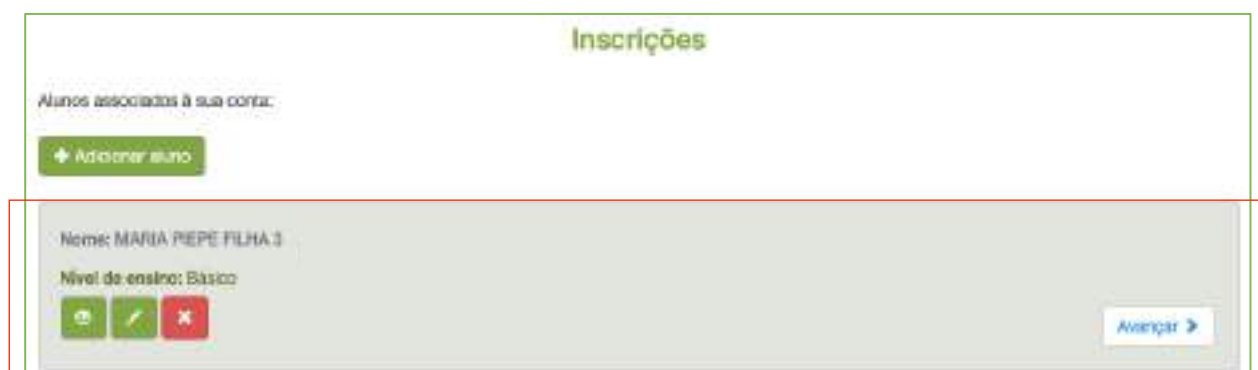 Inscrições
Alunos associados à sua conta:
Adicionar aluno
Nome: MARIA PIEPE FILHA 3
Nível de ensino: Básico
Avançar